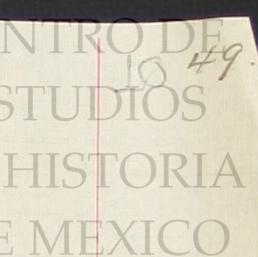 NTRO DE
10 49.
STUDIOS
HISTORIA
E MEXICO